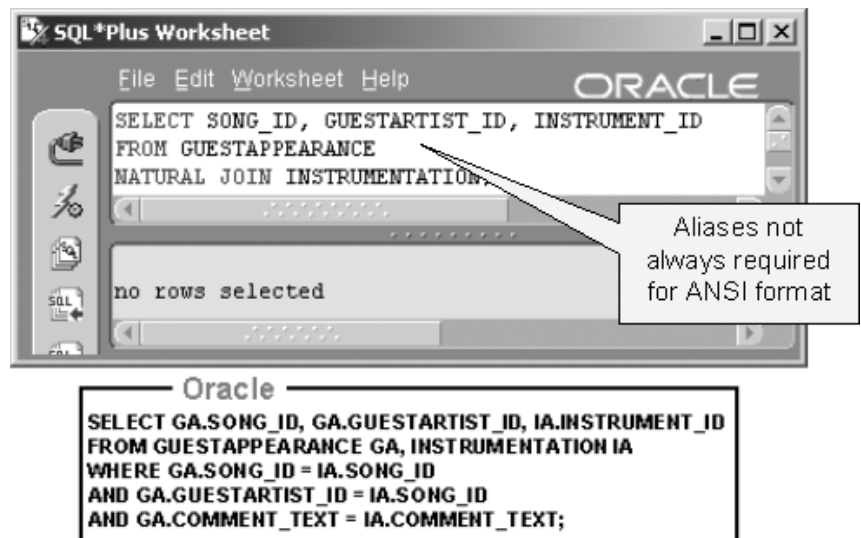 SQL*Plus Worksheet
File Edit Worksheet Help
ORACLE
SELECT SONG_ID, GUESTARTIST_ID, INSTRUMENT_ID
FROM GUESTAPPEARANCE
NATURAL JOIN INSTRUMENTATION;
Aliases not
always required
for ANSI format
no rows selected
SQL
Oracle
SELECT GA.SONG_ID, GA.GUESTARTIST_ID, IA.INSTRUMENT_ID
FROM GUESTAPPEARANCE GA, INSTRUMENTATION IA
WHERE GA.SONG_ID = IA.SONG_ID
AND GA.GUESTARTIST_ID = IA.SONG_ID
AND GA.COMMENT_TEXT = IA.COMMENT_TEXT;